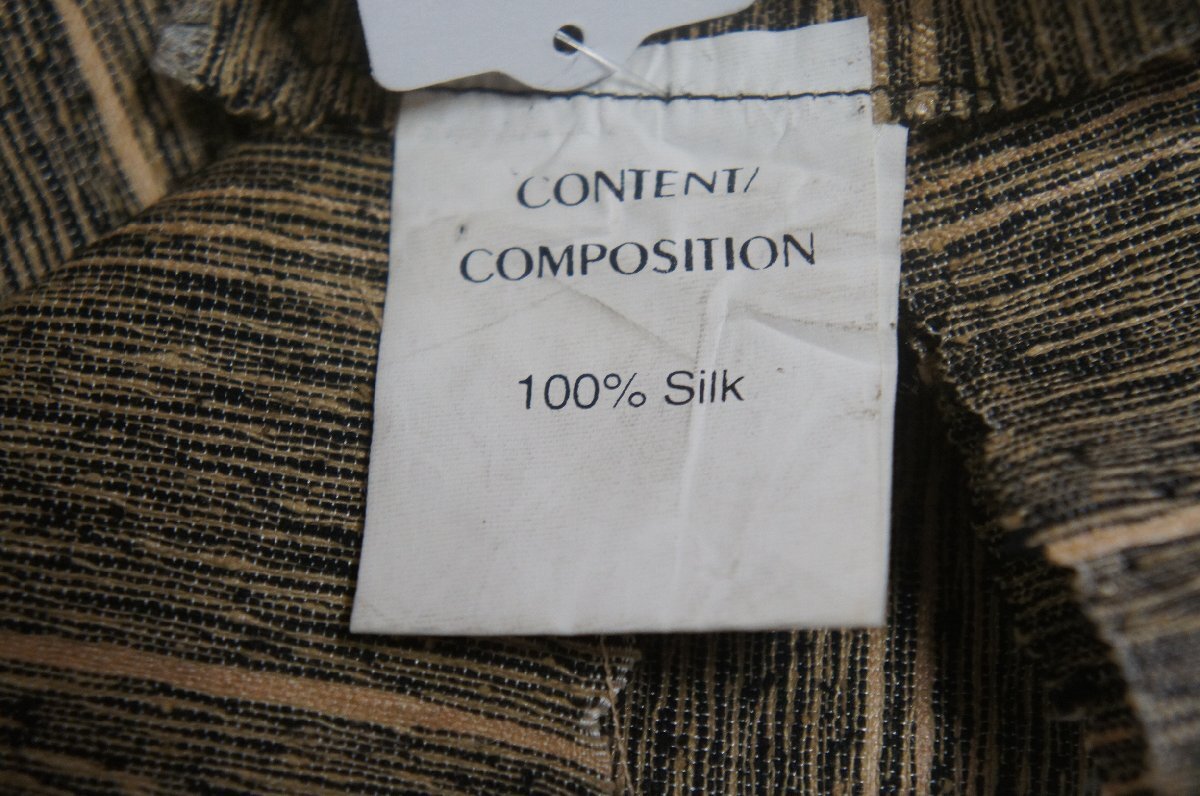 CONTENT/
COMPOSITION
100% Silk